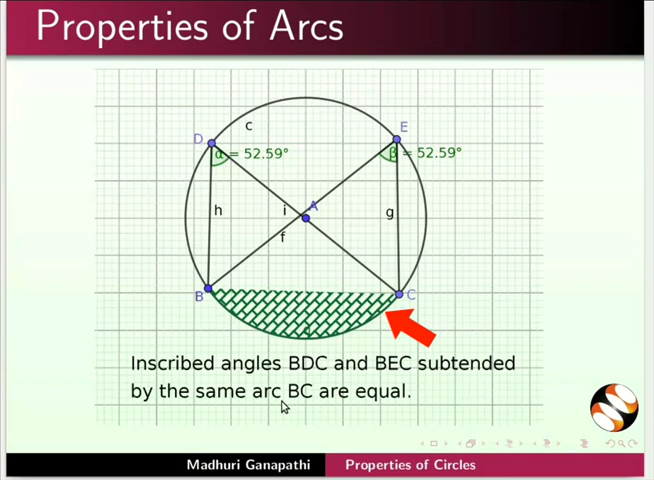 Properties of Arcs
c
D
E
α = 52.59°
β = 52.59°
A
h
i
g
f
B
C
Inscribed angles BDC and BEC subtended
by the same arc BC are equal.
Madhuri Ganapathi
Properties of Circles